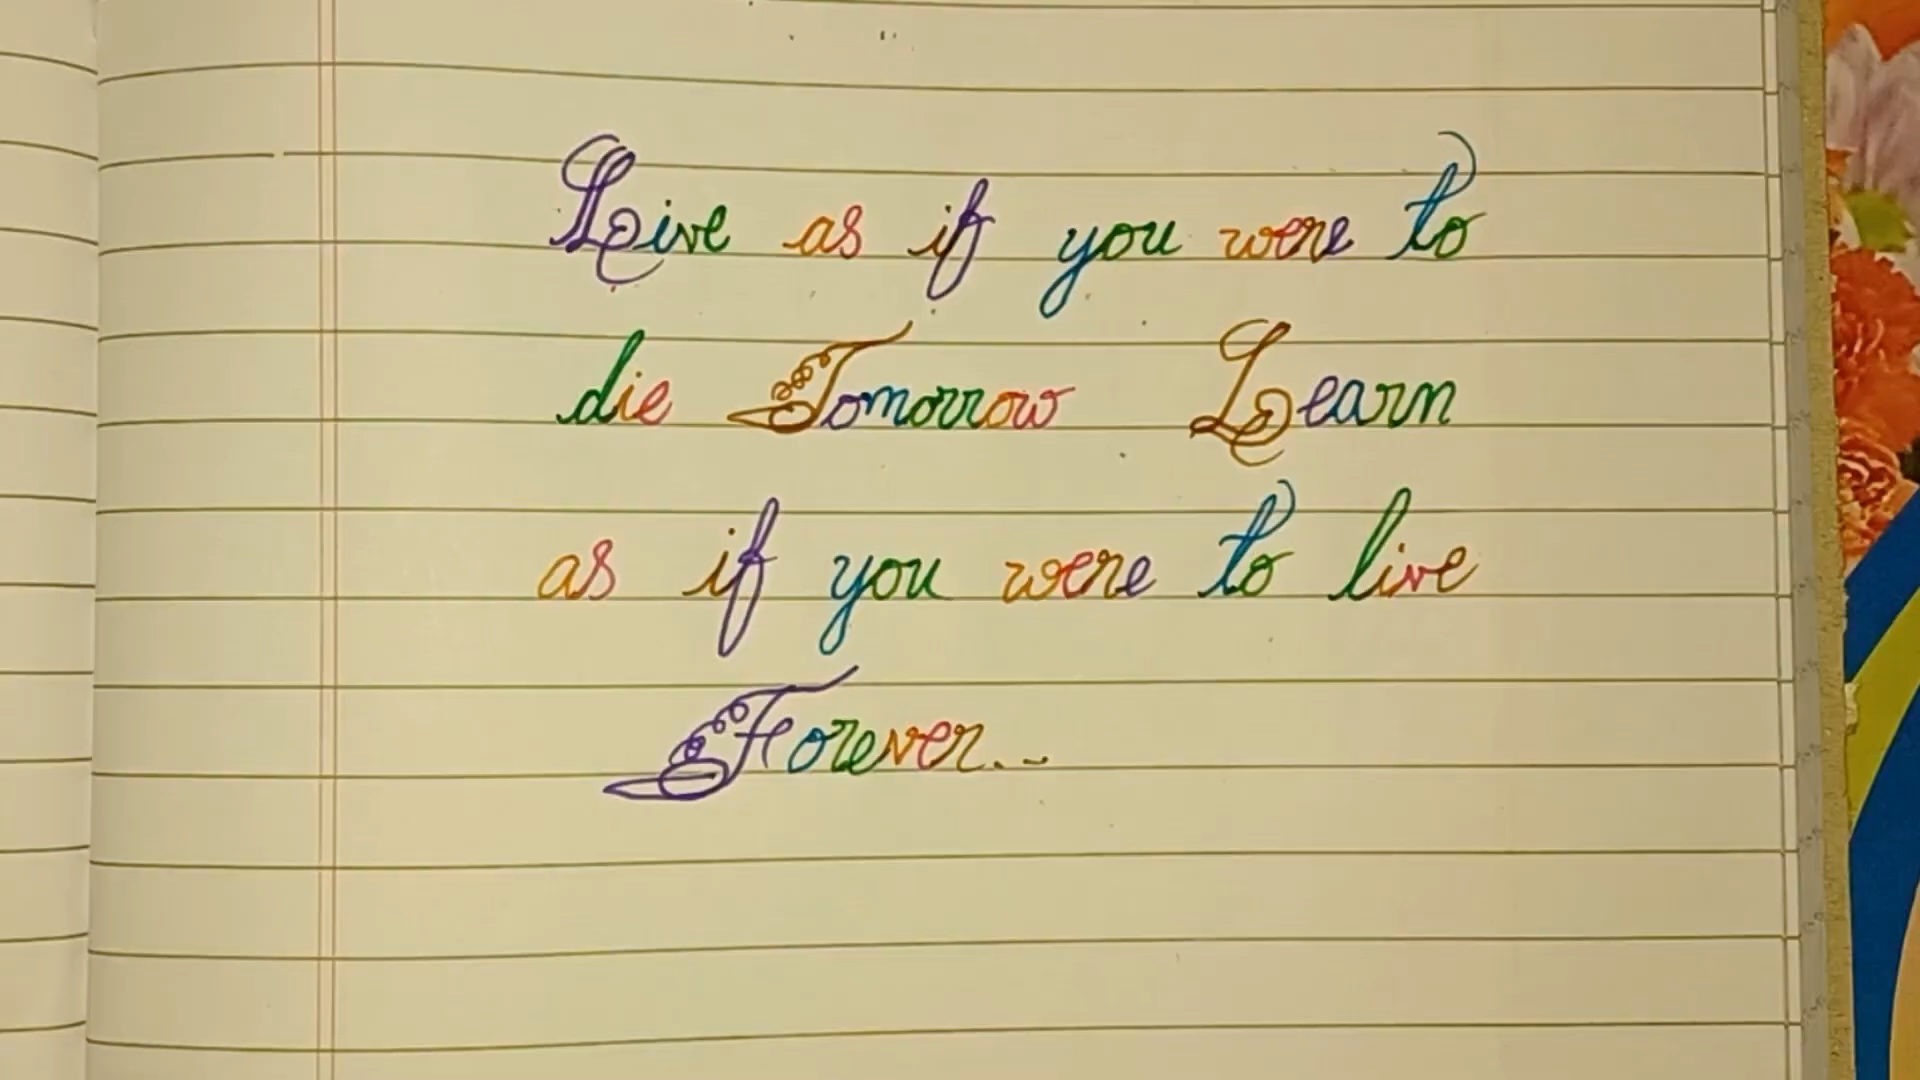 Live as if you were to
die Tomorrow Learn
as if you were to live
Forever...